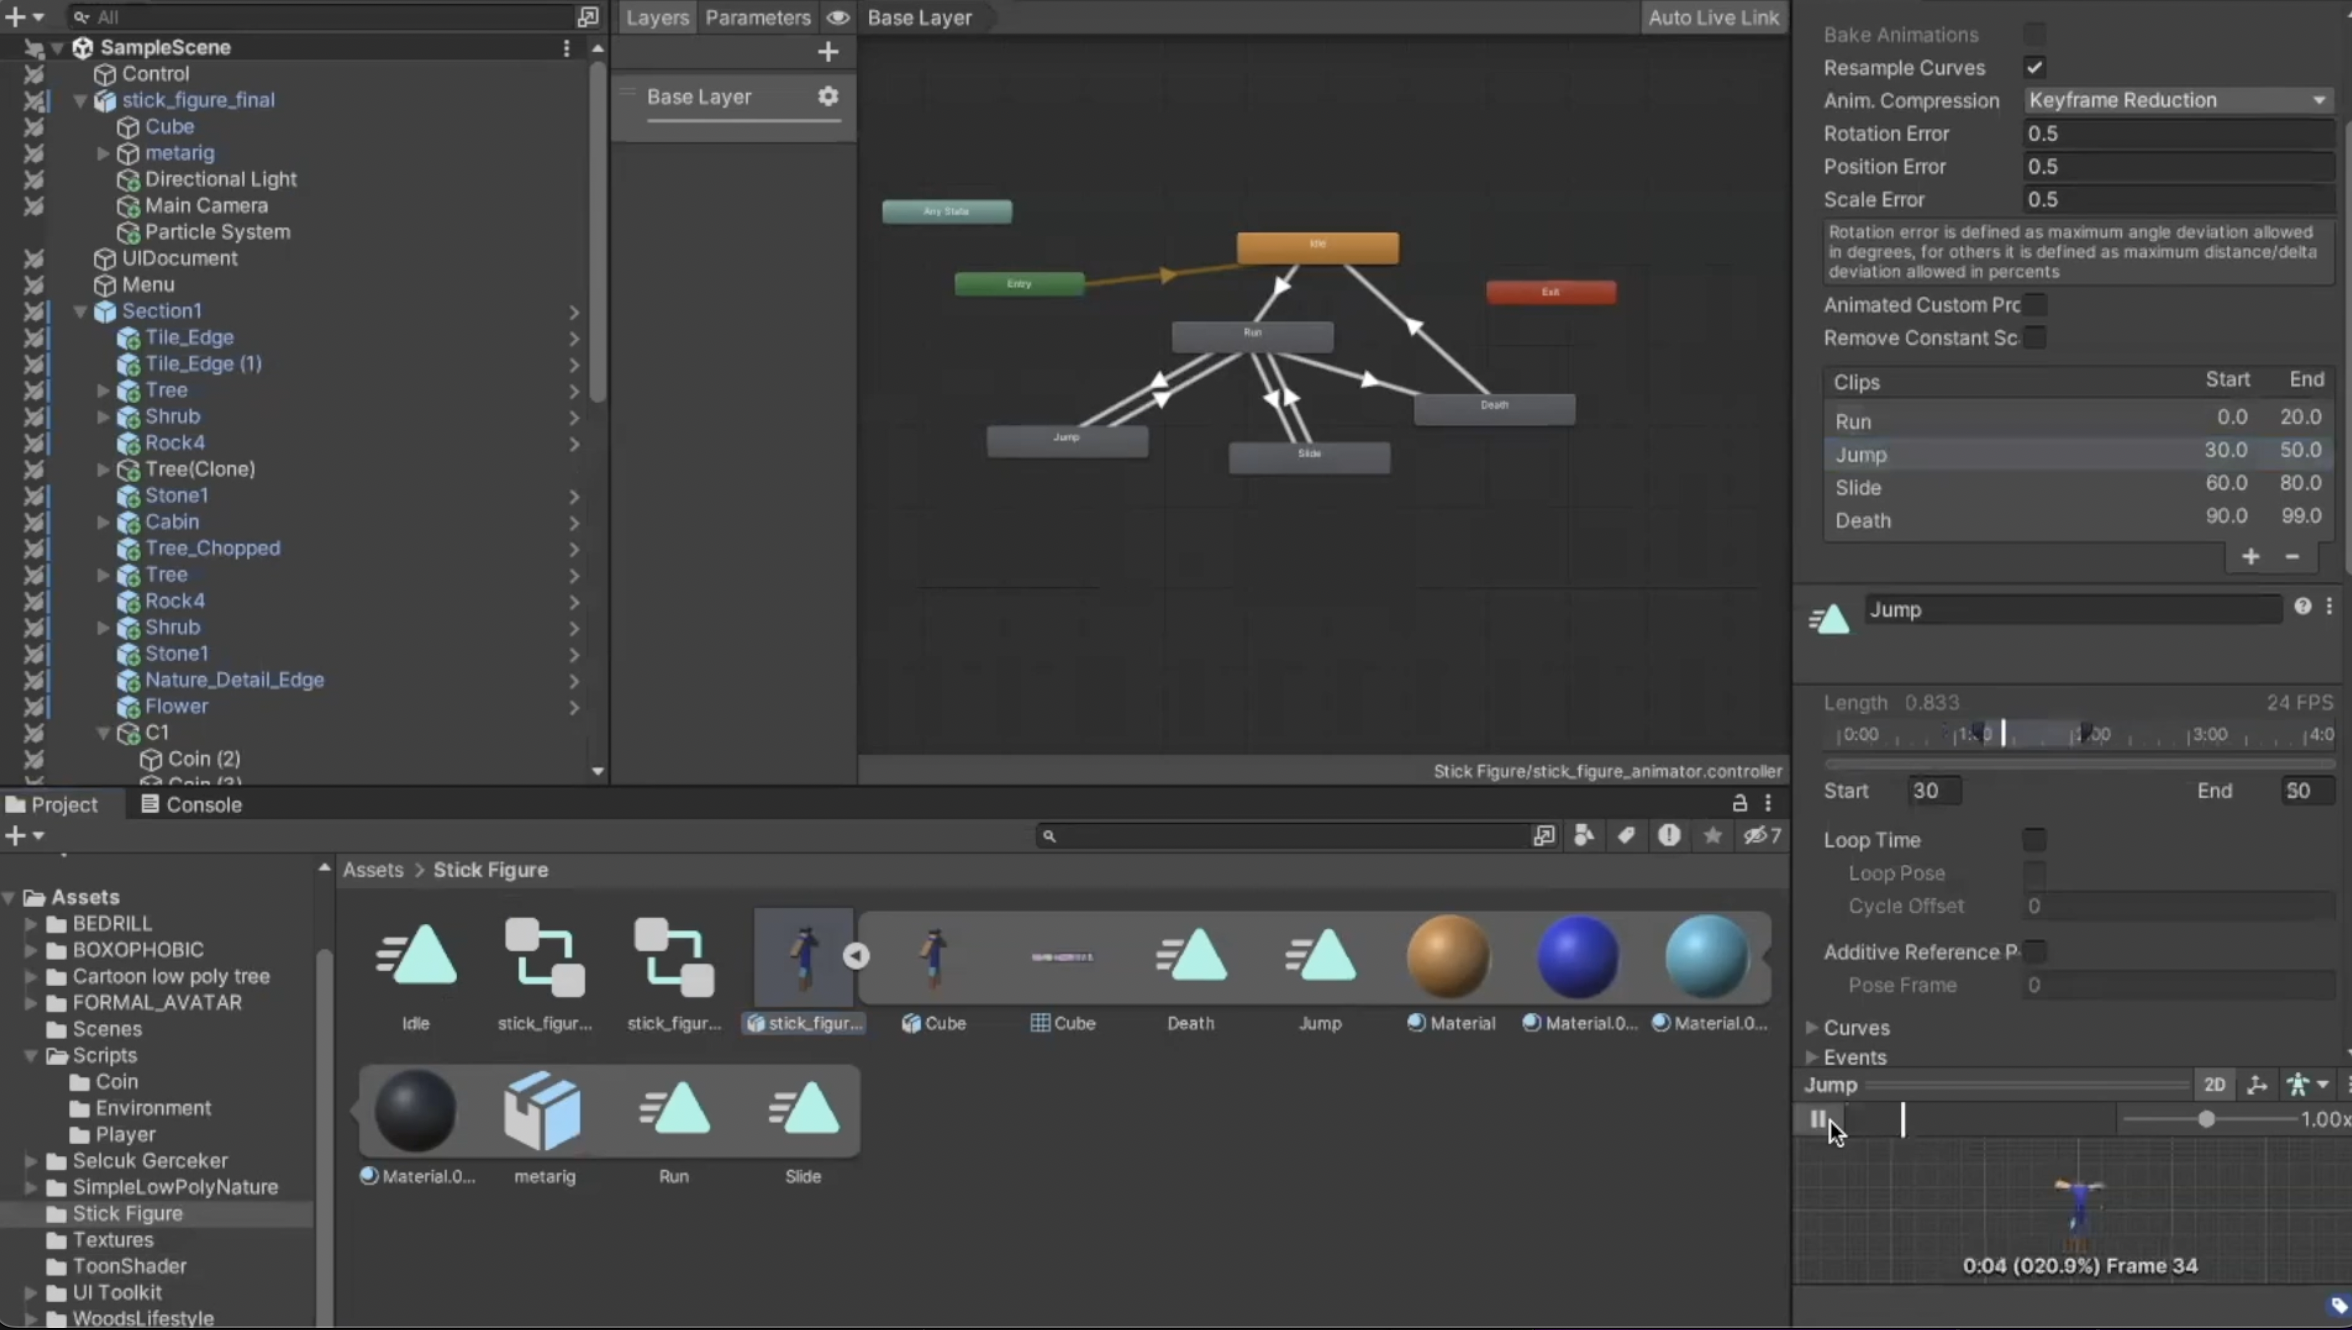 All
SampleScene
Control
stick_figure_final
Cube
metarig
Directional Light
Main Camera
Particle System
UIDocument
Menu
Section1
Tile_Edge
Tile_Edge (1)
Tree
Shrub
Rock4
Tree(Clone)
Stone1
Cabin
Tree_Chopped
Tree
Rock4
Shrub
Stone1
Nature_Detail_Edge
Flower
C1
Coin (2)
Coin (3)
Layers Parameters
Base Layer
Base Layer Auto Live Link
Any State
Idle
Entry
Exit
Run
Death
Jump
Slide
Stick Figure/stick_figure_animator.controller
Bake Animations
Resample Curves
Anim. Compression Keyframe Reduction
Rotation Error 0.5
Position Error 0.5
Scale Error 0.5
Rotation error is defined as maximum angle deviation allowed
in degrees, for others it is defined as maximum distance/delta
deviation allowed in percents
Animated Custom Prc
Remove Constant Sc
Clips Start End
Run 0.0 20.0
Jump 30.0 50.0
Slide 60.0 80.0
Death 90.0 99.0
+ −
Jump
Length 0.833 24 FPS
0:00 3:00 4:0
Start 30 End 50
Loop Time
Loop Pose
Cycle Offset 0
Additive Reference P
Pose Frame 0
Curves
Events
Jump 2D
1.00x
0:04 (020.9%) Frame 34
Project Console
7
Assets
BEDRILL
BOXOPHOBIC
Cartoon low poly tree
FORMAL_AVATAR
Scenes
Scripts
Coin
Environment
Player
Selcuk Gerceker
SimpleLowPolyNature
Stick Figure
Textures
ToonShader
UI Toolkit
WoodsLifestyle
Assets > Stick Figure
Idle stick_figur... stick_figur... stick_figur... Cube Cube Death Jump Material Material.0... Material.0...
Material.0... metarig Run Slide